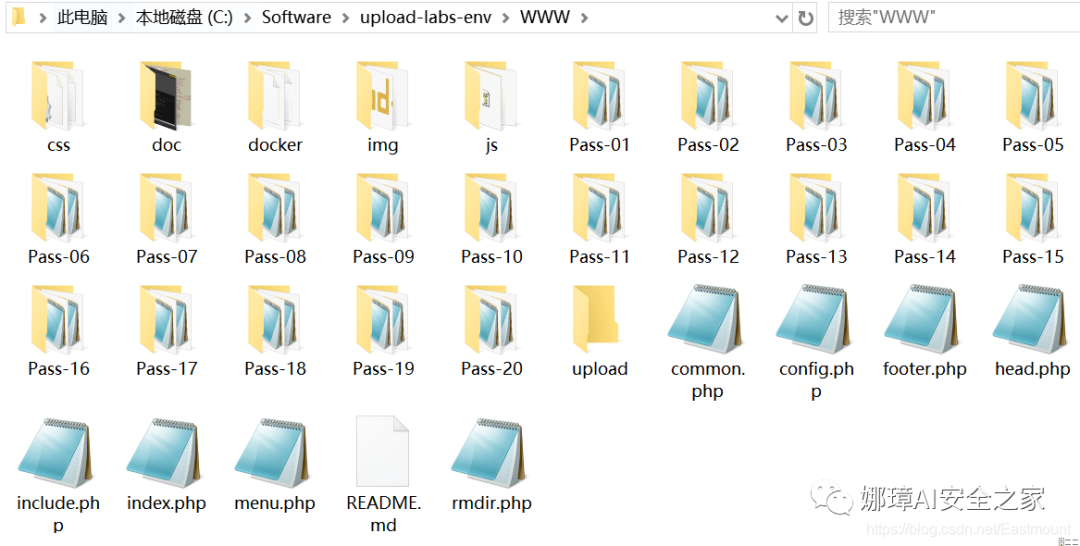 此电脑 > 本地磁盘 (C:) > Software > upload-labs-env > WWW >
搜索"WWW"
css doc docker img js Pass-01 Pass-02 Pass-03 Pass-04 Pass-05
Pass-06 Pass-07 Pass-08 Pass-09 Pass-10 Pass-11 Pass-12 Pass-13 Pass-14 Pass-15
Pass-16 Pass-17 Pass-18 Pass-19 Pass-20 upload common. config.ph footer.php head.php
php p
include.ph index.php menu.php README. rmdir.php
p md
娜璋AI安全之家
https://blog.csdn.net/Eastmount